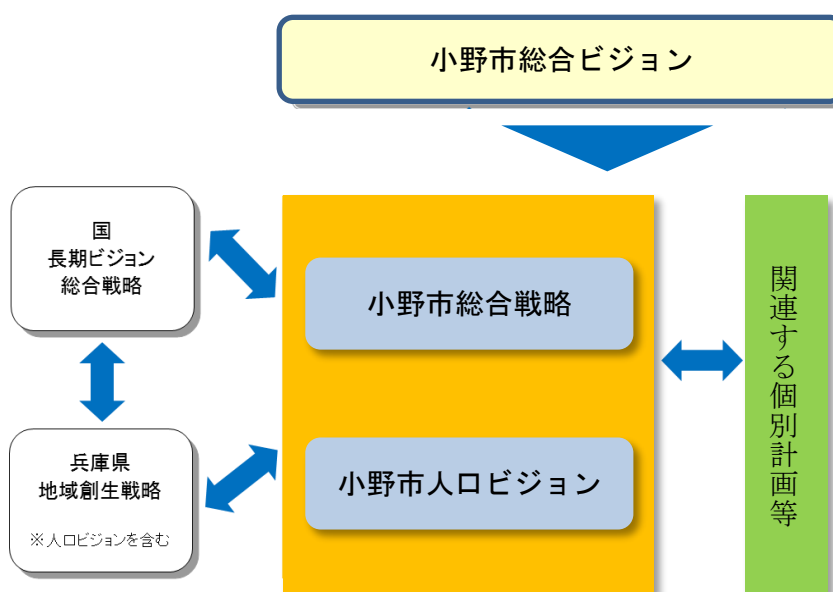 小野市総合ビジョン
国
長期ビジョン
総合戦略
小野市総合戦略
関連する個別計画等
兵庫県
地域創生戦略
※人口ビジョンを含む
小野市人口ビジョン